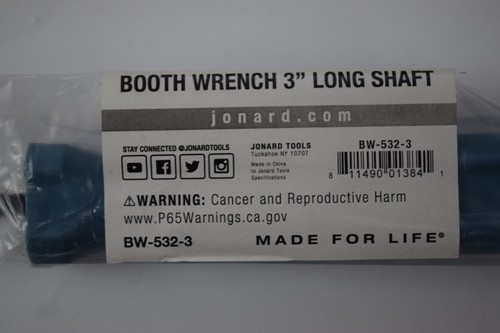 BOOTH WRENCH 3” LONG SHAFT
jonard.com
STAY CONNECTED @JONARDTOOLS
JONARD TOOLS
Tuckahoe NY 10707
Made in China
to Jonard Tools
Specifications
BW-532-3
8 11490 01384 1
⚠WARNING: Cancer and Reproductive Harm
www.P65Warnings.ca.gov
BW-532-3
MADE FOR LIFE®